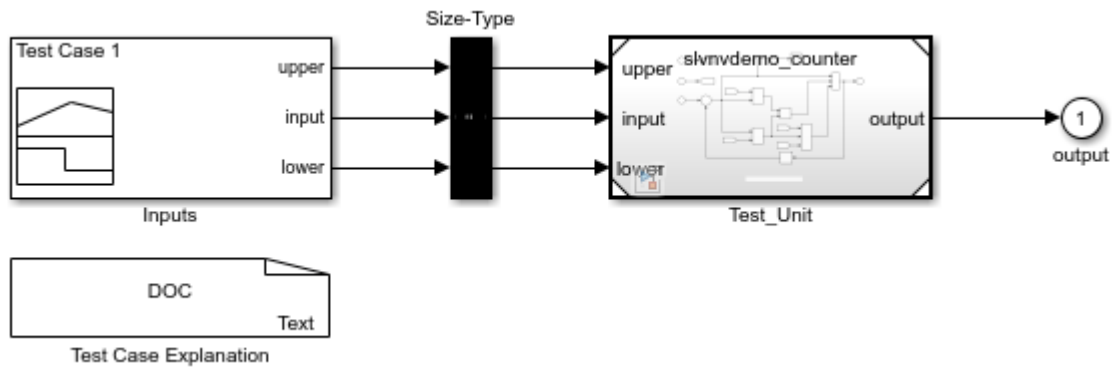 Size-Type
Test Case 1
upper
input
lower
Inputs
upper
input
lower
slvnvdemo_counter
output
Test_Unit
1
output
DOC
Text
Test Case Explanation